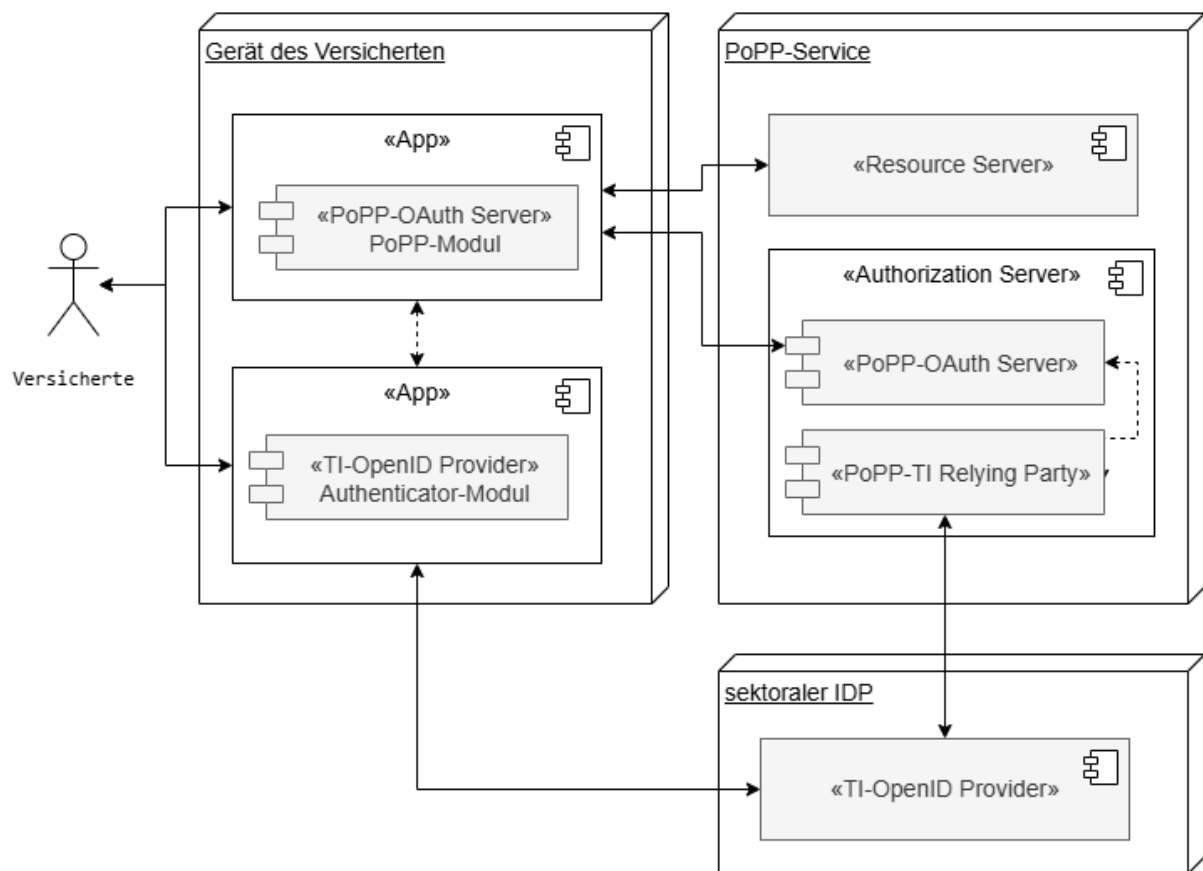 Gerät des Versicherten
«App»
«PoPP-OAuth Server»
PoPP-Modul
«App»
«TI-OpenID Provider»
Authenticator-Modul
Versicherte
PoPP-Service
«Resource Server»
«Authorization Server»
«PoPP-OAuth Server»
«PoPP-TI Relying Party»
sektoraler IDP
«TI-OpenID Provider»